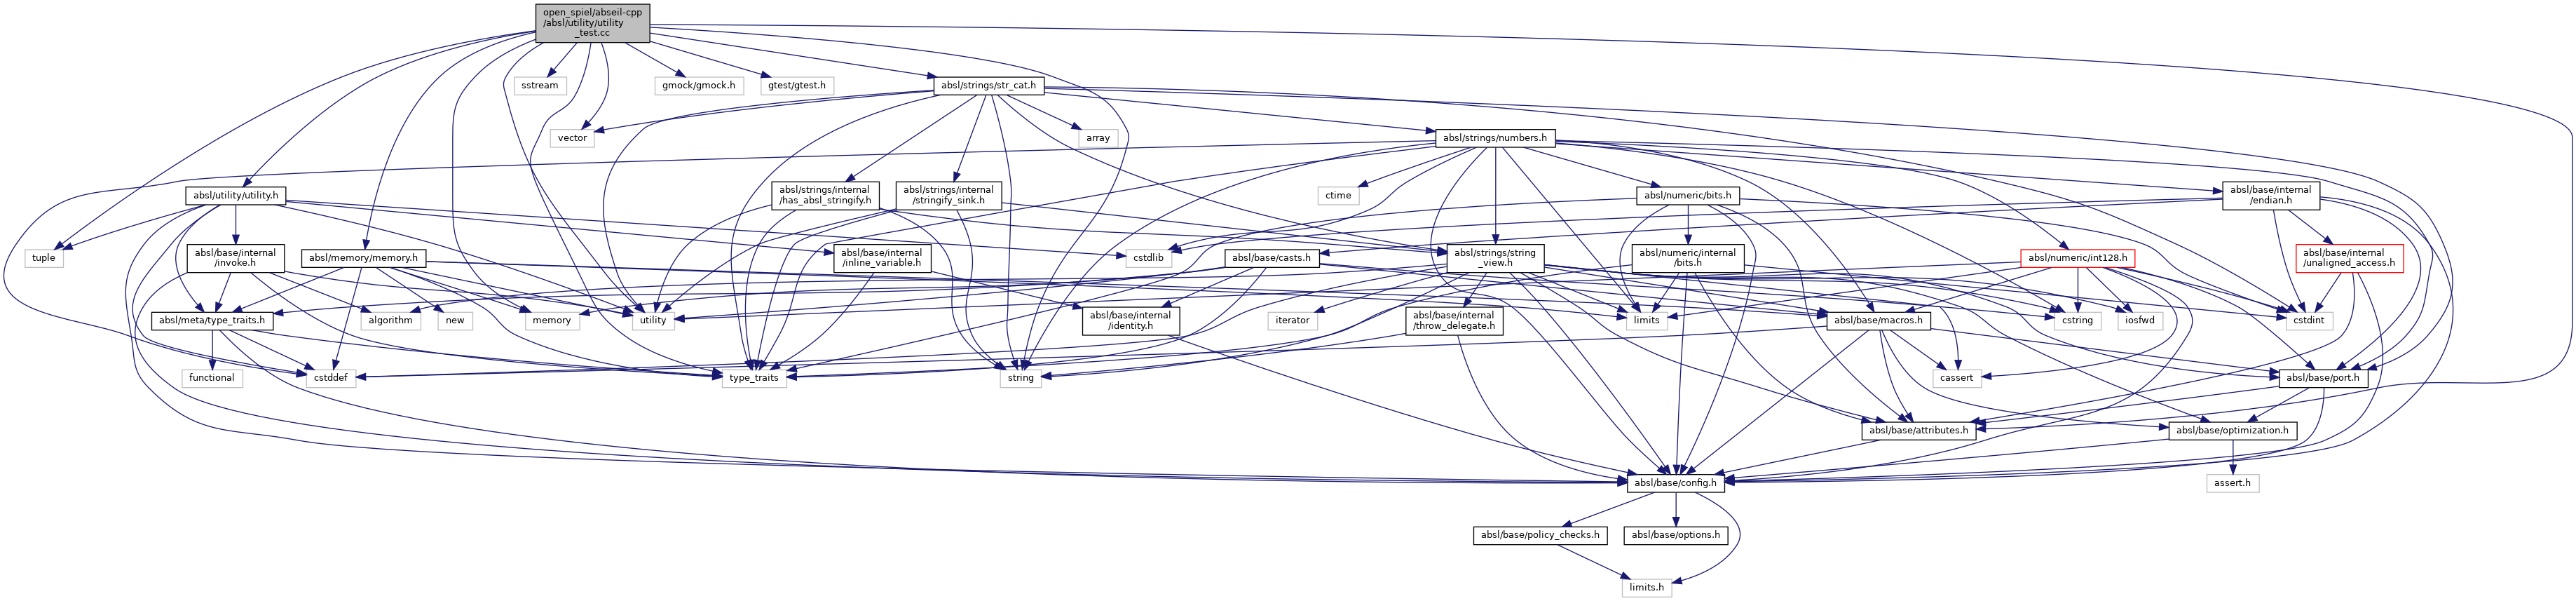 open_spiel/abseil-cpp
/absl/utility/utility
_test.cc
sstream
gmock/gmock.h
gtest/gtest.h
absl/strings/str_cat.h
vector
array
absl/strings/numbers.h
absl/utility/utility.h
absl/strings/internal
/has_absl_stringify.h
absl/strings/internal
/stringify_sink.h
ctime
absl/numeric/bits.h
absl/base/internal
/endian.h
tuple
absl/base/internal
/invoke.h
absl/memory/memory.h
absl/base/internal
/inline_variable.h
cstdlib
absl/base/casts.h
absl/strings/string
_view.h
absl/numeric/internal
/bits.h
absl/numeric/int128.h
absl/base/internal
/unaligned_access.h
absl/meta/type_traits.h
algorithm
new
memory
utility
absl/base/internal
/identity.h
iterator
absl/base/internal
/throw_delegate.h
limits
absl/base/macros.h
cstring
iosfwd
cstdint
functional
cstddef
type_traits
string
cassert
absl/base/port.h
absl/base/attributes.h
absl/base/optimization.h
absl/base/config.h
assert.h
absl/base/policy_checks.h
absl/base/options.h
limits.h